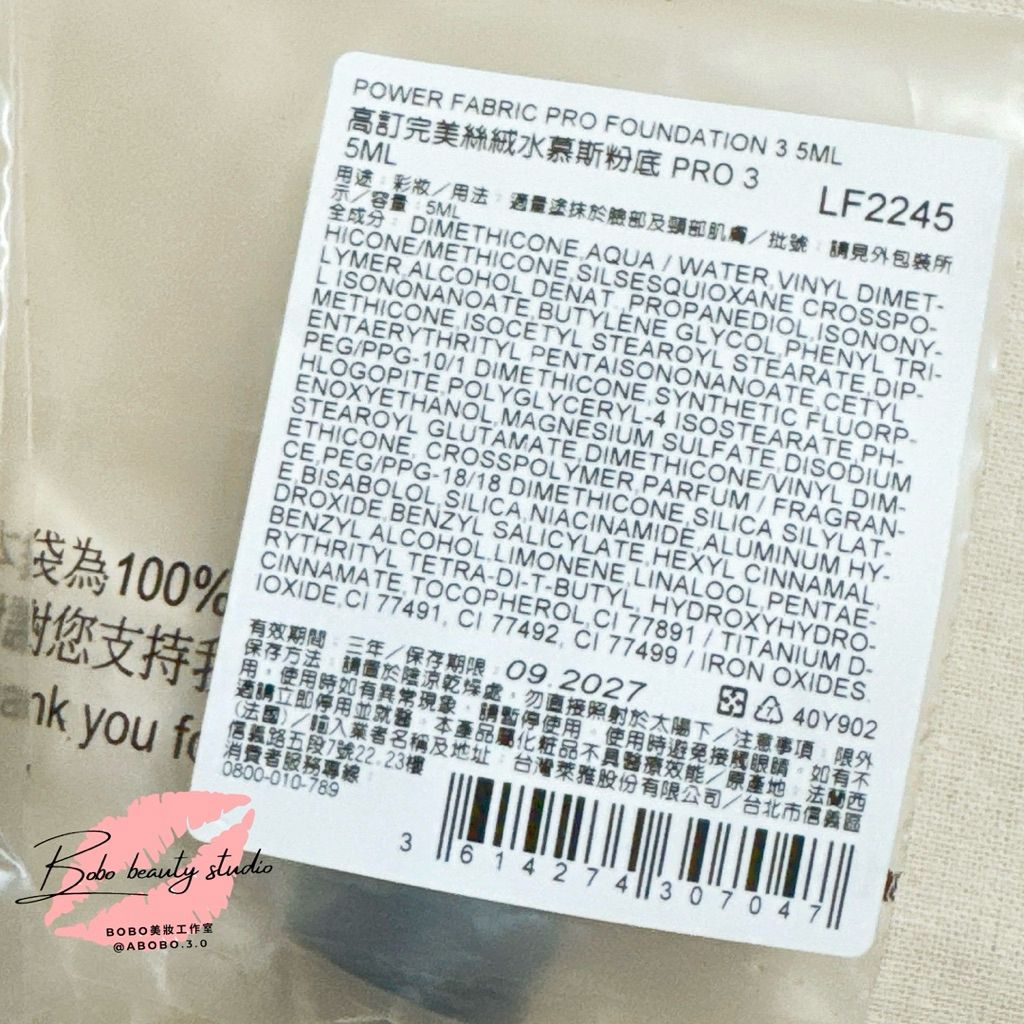 POWER FABRIC PRO FOUNDATION 3 5ML
高訂完美絲絨水慕斯粉底 PRO 3
5ML
LF2245
用途：彩妝／用法：適量塗抹於臉部及頸部肌膚／批號：請見外包裝所
示／容量：5ML
全成分：DIMETHICONE,AQUA / WATER,VINYL DIMET-
HICONE/METHICONE SILSESQUIOXANE CROSSPO-
LYMER,ALCOHOL DENAT.,PROPANEDIOL,ISONONY-
L ISONONANOATE,BUTYLENE GLYCOL,PHENYL TRI-
METHICONE,ISOCETYL STEAROYL STEARATE,DIP-
ENTAERYTHRITYL PENTAISONONANOATE,CETYL
PEG/PPG-10/1 DIMETHICONE,SYNTHETIC FLUORP-
HLOGOPITE,POLYGLYCERYL-4 ISOSTEARATE,PH-
ENOXYETHANOL,MAGNESIUM SULFATE,DISODIUM
STEAROYL GLUTAMATE,DIMETHICONE/VINYL DIM-
ETHICONE, CROSSPOLYMER,PARFUM / FRAGRAN-
CE,PEG/PPG-18/18 DIMETHICONE,SILICA SILYLAT-
E,BISABOLOL,SILICA,NIACINAMIDE,ALUMINUM HY-
DROXIDE,BENZYL SALICYLATE,HEXYL CINNAMAL,
BENZYL ALCOHOL,LIMONENE,LINALOOL,PENTAE-
RYTHRITYL TETRA-DI-T-BUTYL, HYDROXYHYDRO-
CINNAMATE,TOCOPHEROL,CI 77891 / TITANIUM D-
IOXIDE,CI 77491, CI 77492, CI 77499 / IRON OXIDES
有效期間：三年／保存期限：09 2027
40Y902
保存方法：請置於陰涼乾燥處，勿直接照射於太陽下／注意事項：限外
用，使用時如有異常現象，請暫停使用。使用時避免接觸眼睛，如有不
適請立即停用並就醫。本產品屬化粧品不具醫療效能／原產地：法蘭西
(法國)／輸入業者名稱及地址：台灣萊雅股份有限公司／台北市信義區
信義路五段7號22.23樓
消費者服務專線：
0800-010-789
3 614274 307047
袋為100%
謝您支持我
ank you fo
Bobo beauty studio
BOBO美妝工作室
@ABOBO.3.0